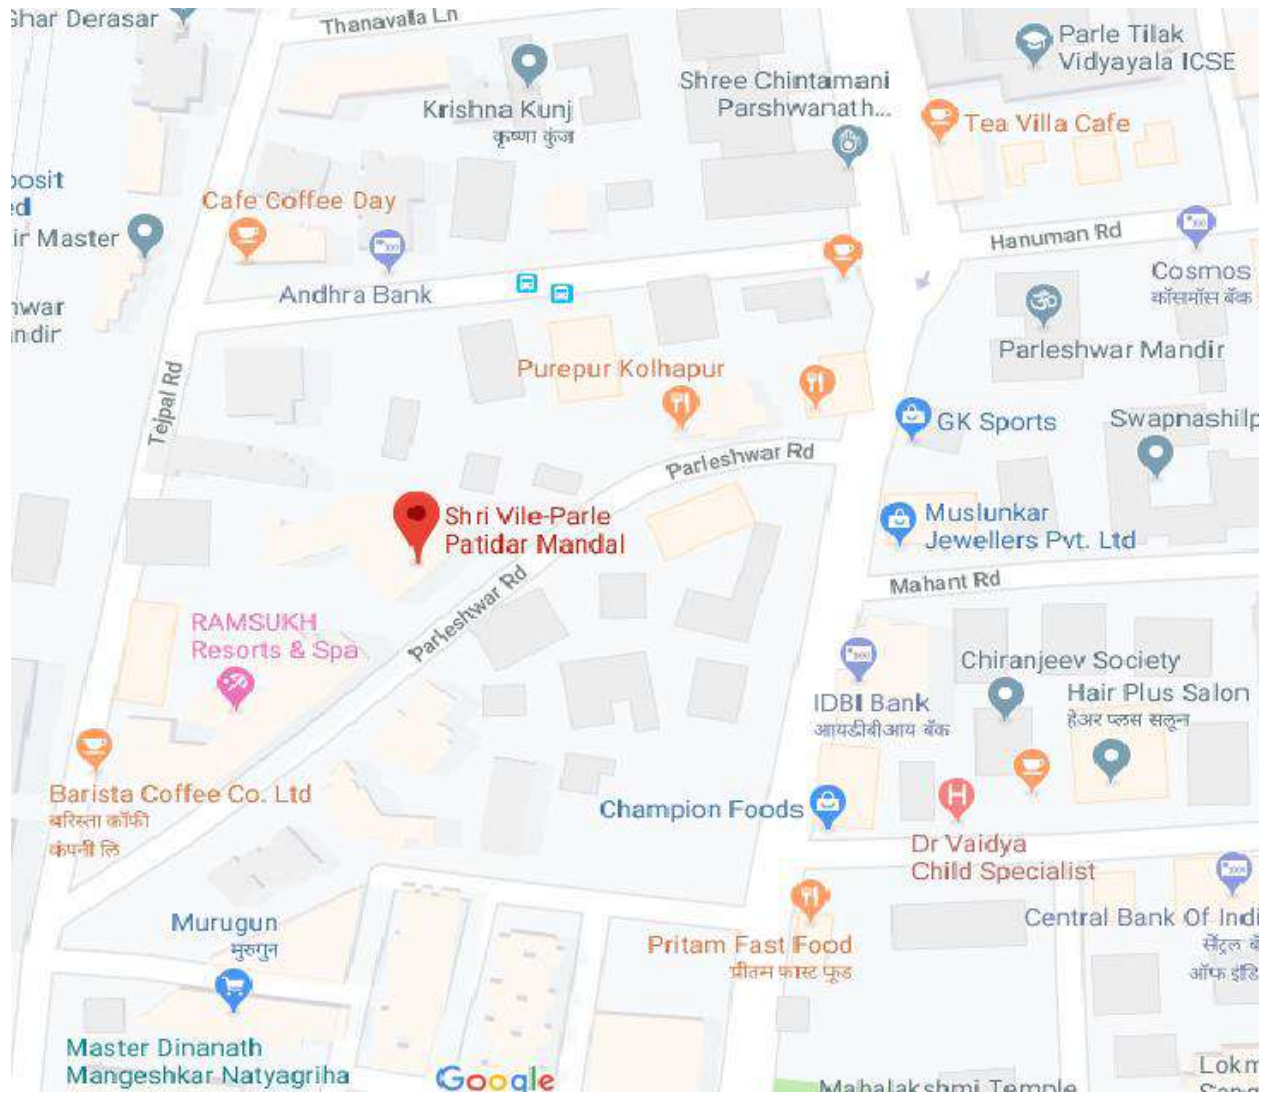 Ghar Derasar
Thanavala Ln
Parle Tilak
Vidyayala ICSE
Krishna Kunj
कृष्णा कुंज
Shree Chintamani
Parshwanath...
Tea Villa Cafe
posit
ed
ir Master
Cafe Coffee Day
Andhra Bank
Hanuman Rd
Cosmos
कॉसमॉस बँक
war
ndir
Parleshwar Mandir
Tejpal Rd
Purepur Kolhapur
GK Sports
Swapnashilp
Parleshwar Rd
Shri Vile-Parle
Patidar Mandal
Muslunkar
Jewellers Pvt. Ltd
Mahant Rd
Parleshwar Rd
RAMSUKH
Resorts & Spa
Chiranjeev Society
IDBI Bank
आयडीबीआय बँक
Hair Plus Salon
हेअर प्लस सलून
Barista Coffee Co. Ltd
बरिस्ता कॉफी
कंपनी लि
Champion Foods
Dr Vaidya
Child Specialist
Murugun
मुरुगुन
Pritam Fast Food
प्रीतम फास्ट फूड
Central Bank Of Indi
सेंट्रल बँ
ऑफ इंडि
Master Dinanath
Mangeshkar Natyagriha
Google
Mahalakshmi Temple
Lokm